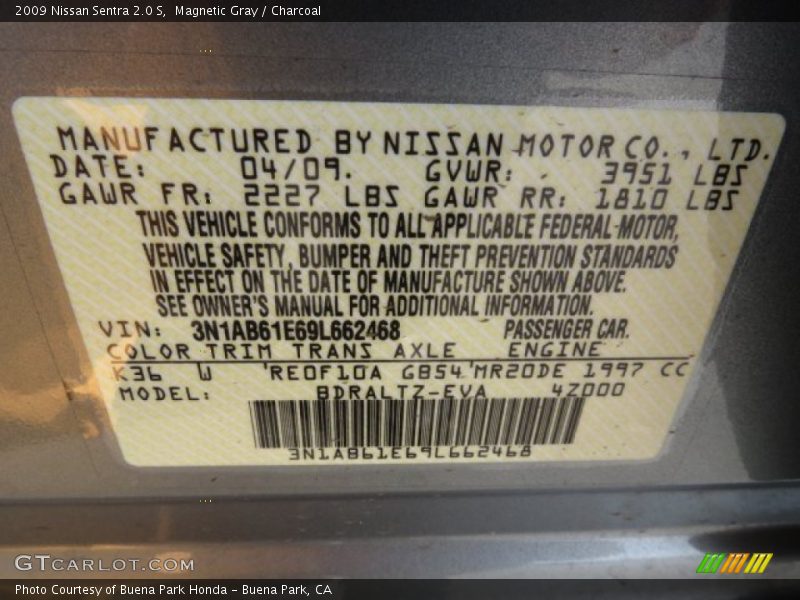 2009 Nissan Sentra 2.0 S, Magnetic Gray / Charcoal
MANUFACTURED BY NISSAN MOTOR CO., LTD.
DATE: 04/09. GVWR: 3951 LBS
GAWR FR: 2227 LBS GAWR RR: 1810 LBS
THIS VEHICLE CONFORMS TO ALL APPLICABLE FEDERAL MOTOR,
VEHICLE SAFETY, BUMPER AND THEFT PREVENTION STANDARDS
IN EFFECT ON THE DATE OF MANUFACTURE SHOWN ABOVE.
SEE OWNER'S MANUAL FOR ADDITIONAL INFORMATION.
VIN: 3N1AB61E69L662468 PASSENGER CAR.
COLOR TRIM TRANS AXLE ENGINE
K36 W RE0F10A GB54 MR20DE 1997 CC
MODEL: BDRALTZ-EVA 4Z000
3N1AB61E69L662468
GTCARLOT.COM
Photo Courtesy of Buena Park Honda - Buena Park, CA